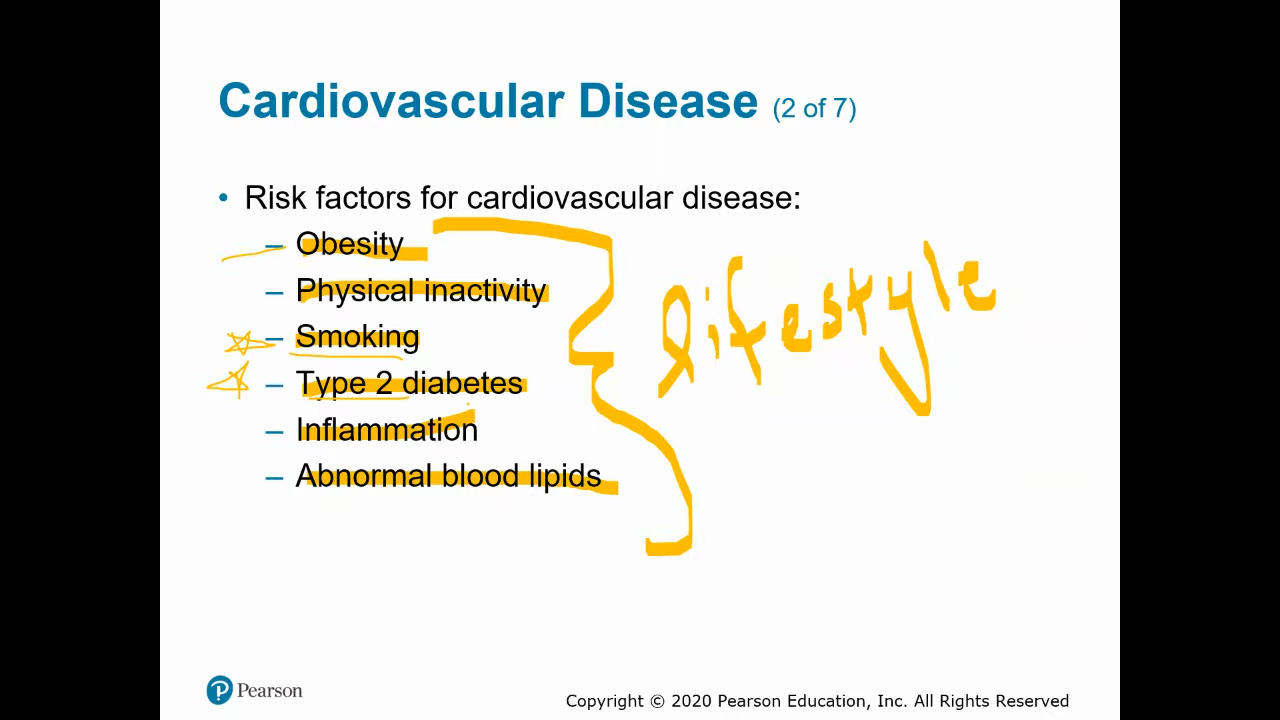 Cardiovascular Disease (2 of 7)
• Risk factors for cardiovascular disease:
– Obesity
– Physical inactivity
– Smoking
– Type 2 diabetes
– Inflammation
– Abnormal blood lipids
lifestyle
Pearson
Copyright © 2020 Pearson Education, Inc. All Rights Reserved